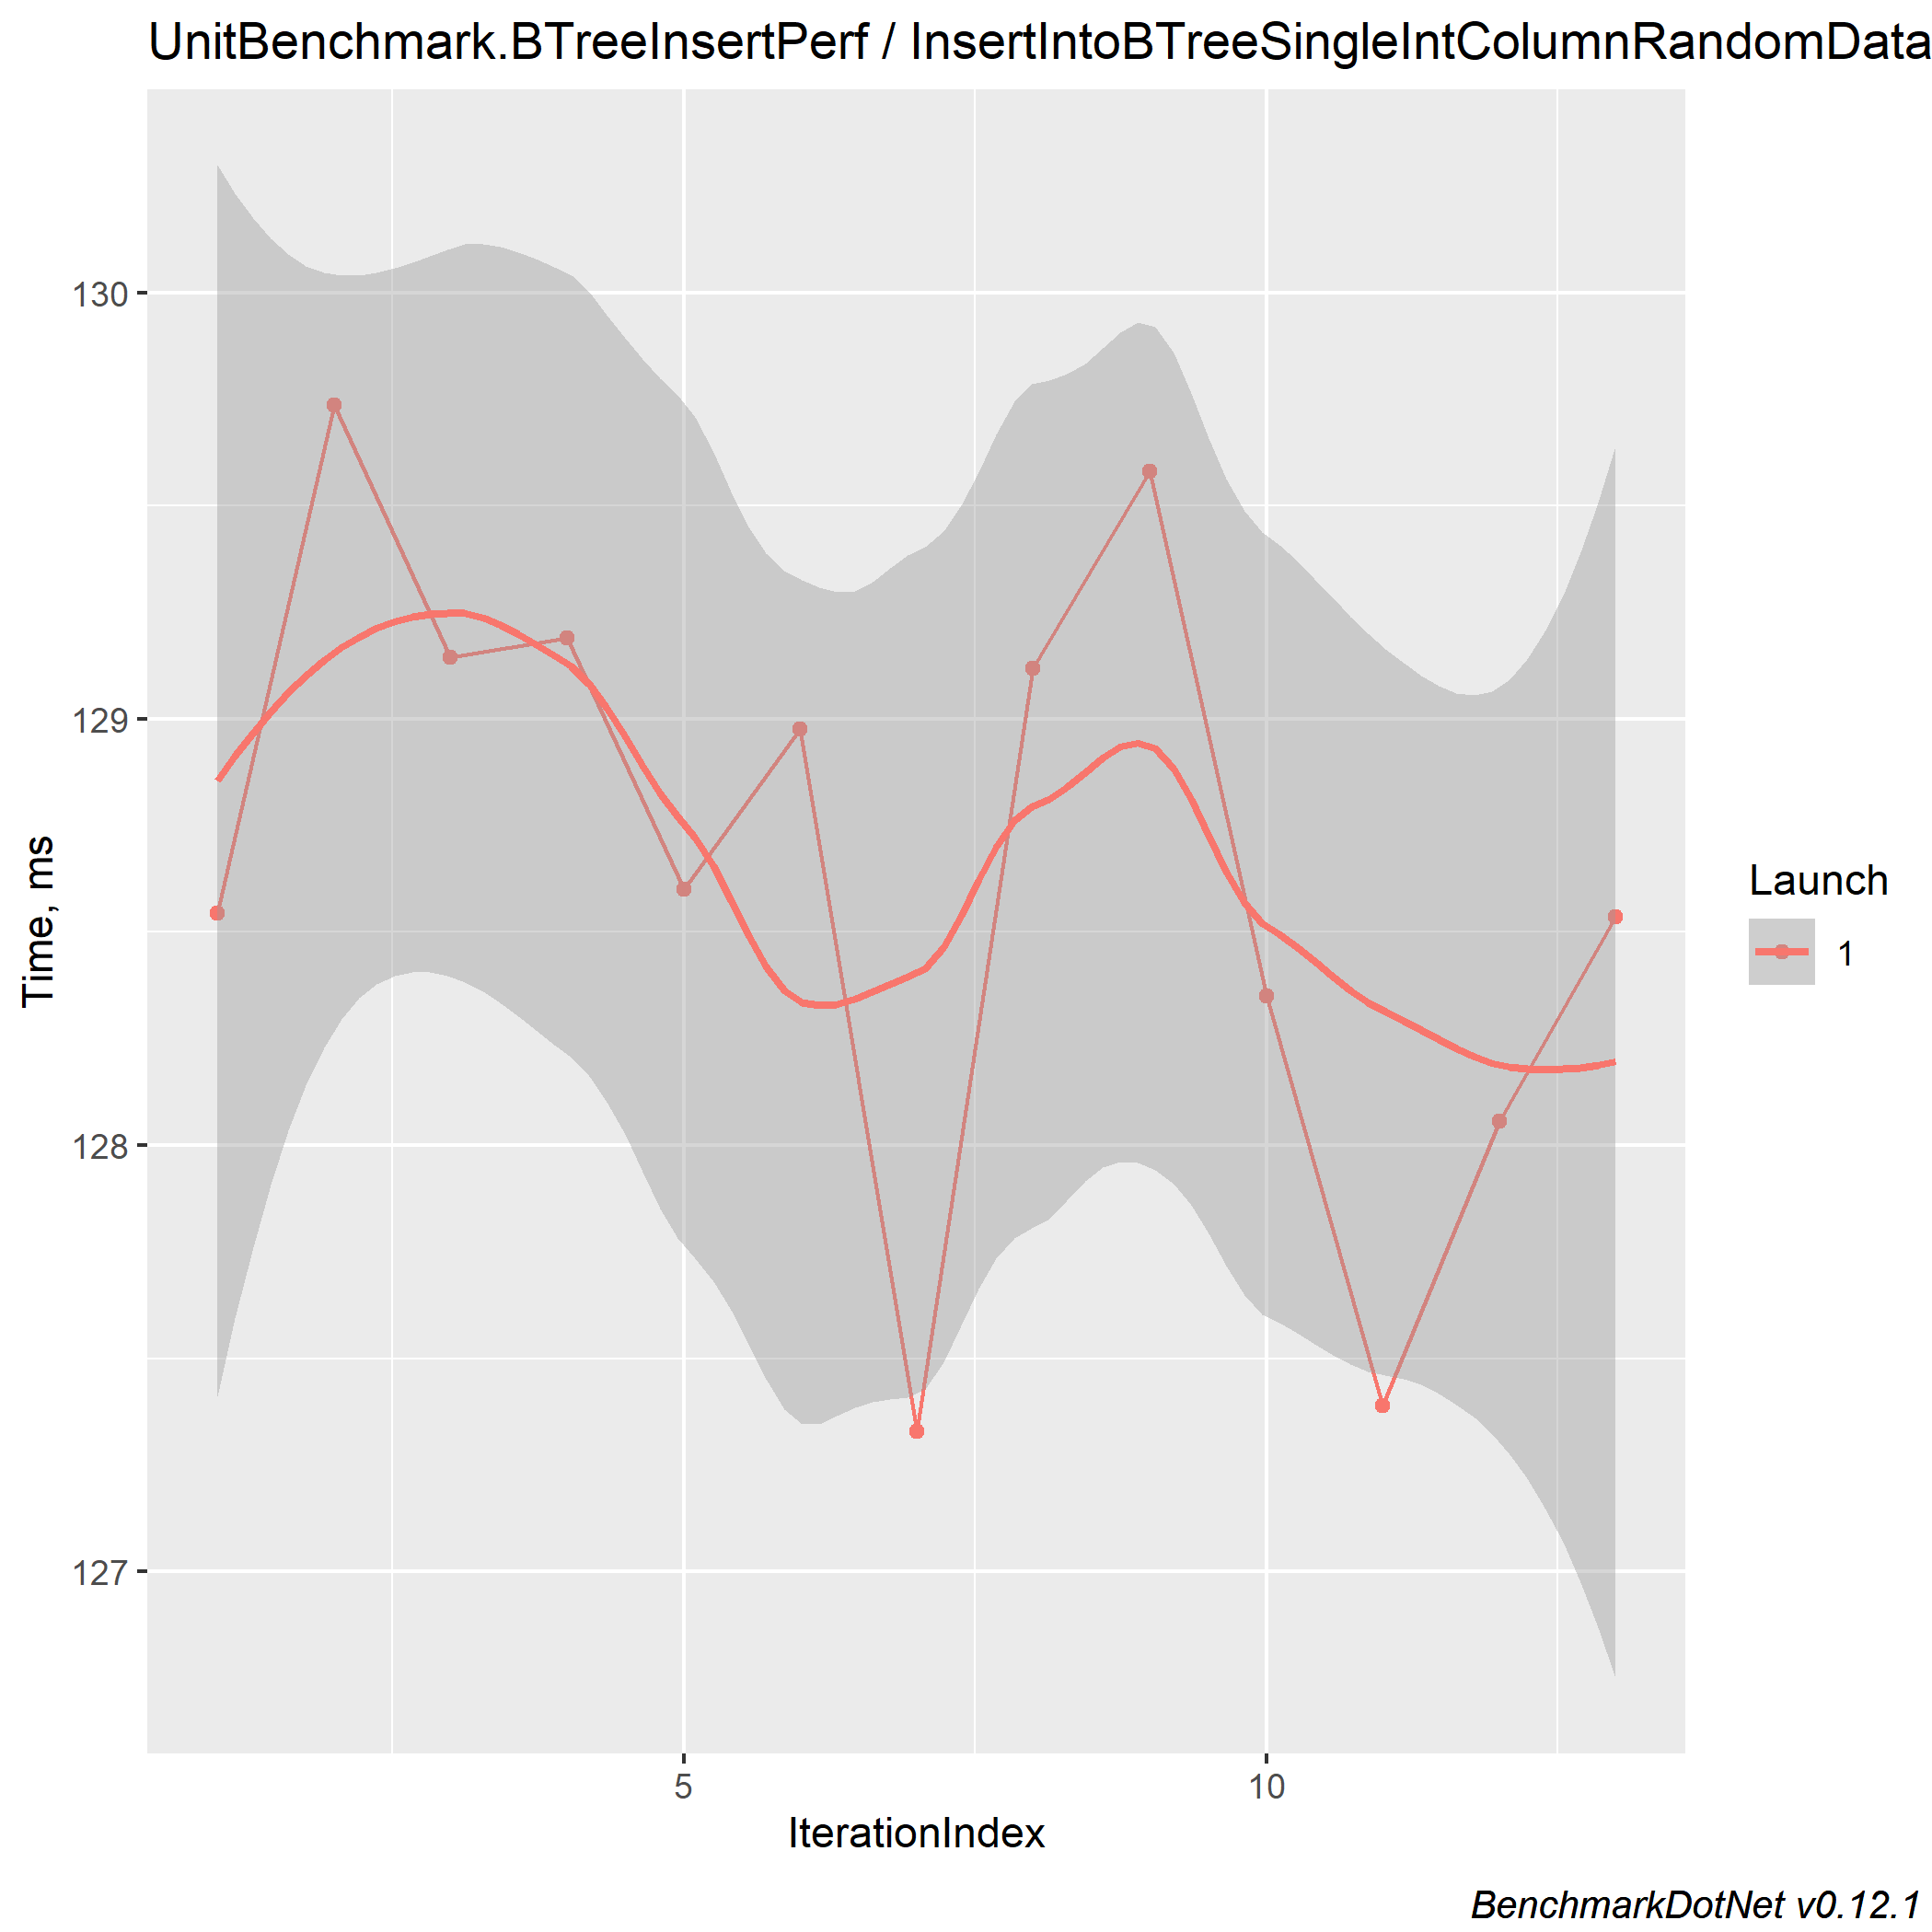 UnitBenchmark.BTreeInsertPerf / InsertIntoBTreeSingleIntColumnRandomData
130
129
128
127
Time, ms
5
10
IterationIndex
Launch
1
BenchmarkDotNet v0.12.1